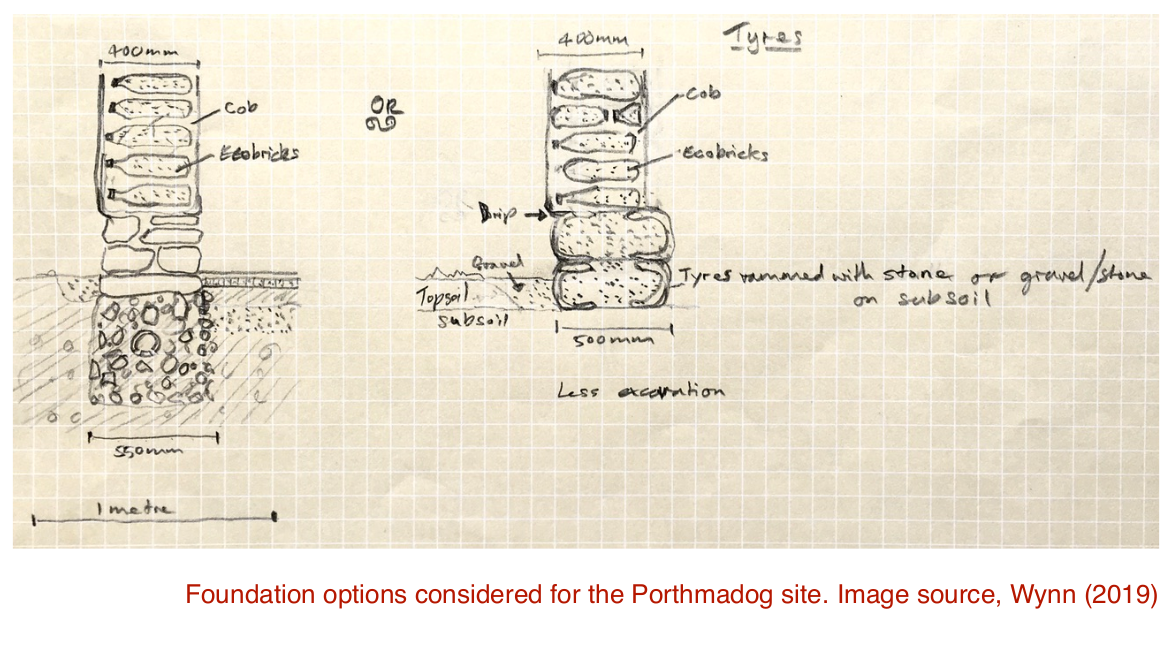 400mm
Cob
Ecobricks
550mm
1 metre
OR
Tyres
400mm
Cob
Ecobricks
Drip
Gravel
Topsoil
subsoil
Tyres rammed with stone or gravel/stone
on subsoil
500mm
Less excavation
Foundation options considered for the Porthmadog site. Image source, Wynn (2019)